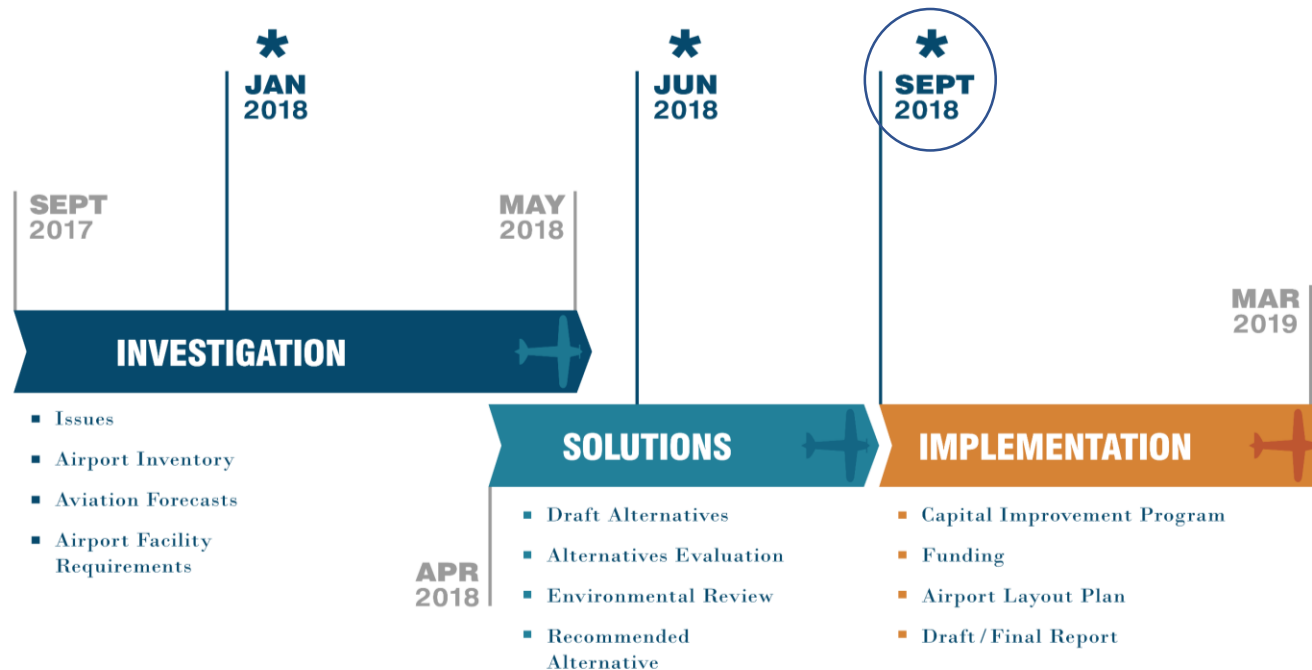 *
JAN
2018
*
JUN
2018
*
SEPT
2018
SEPT
2017
MAY
2018
MAR
2019
INVESTIGATION
▪ Issues
▪ Airport Inventory
▪ Aviation Forecasts
▪ Airport Facility
Requirements
SOLUTIONS
IMPLEMENTATION
APR
2018
▪ Draft Alternatives
▪ Alternatives Evaluation
▪ Environmental Review
▪ Recommended
Alternative
▪ Capital Improvement Program
▪ Funding
▪ Airport Layout Plan
▪ Draft/Final Report